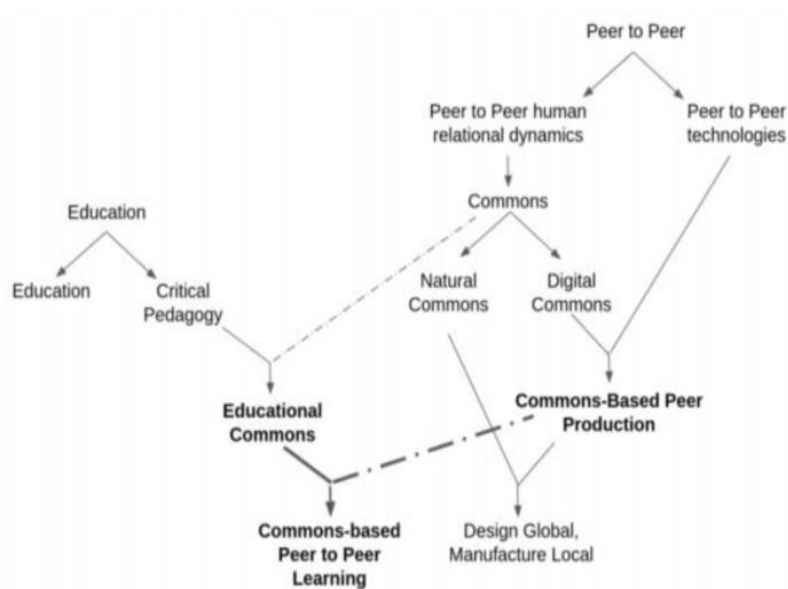 Peer to Peer
Peer to Peer human
relational dynamics
Peer to Peer
technologies
Commons
Education
Education
Critical
Pedagogy
Natural
Commons
Digital
Commons
Educational
Commons
Commons-Based Peer
Production
Commons-based
Peer to Peer
Learning
Design Global,
Manufacture Local